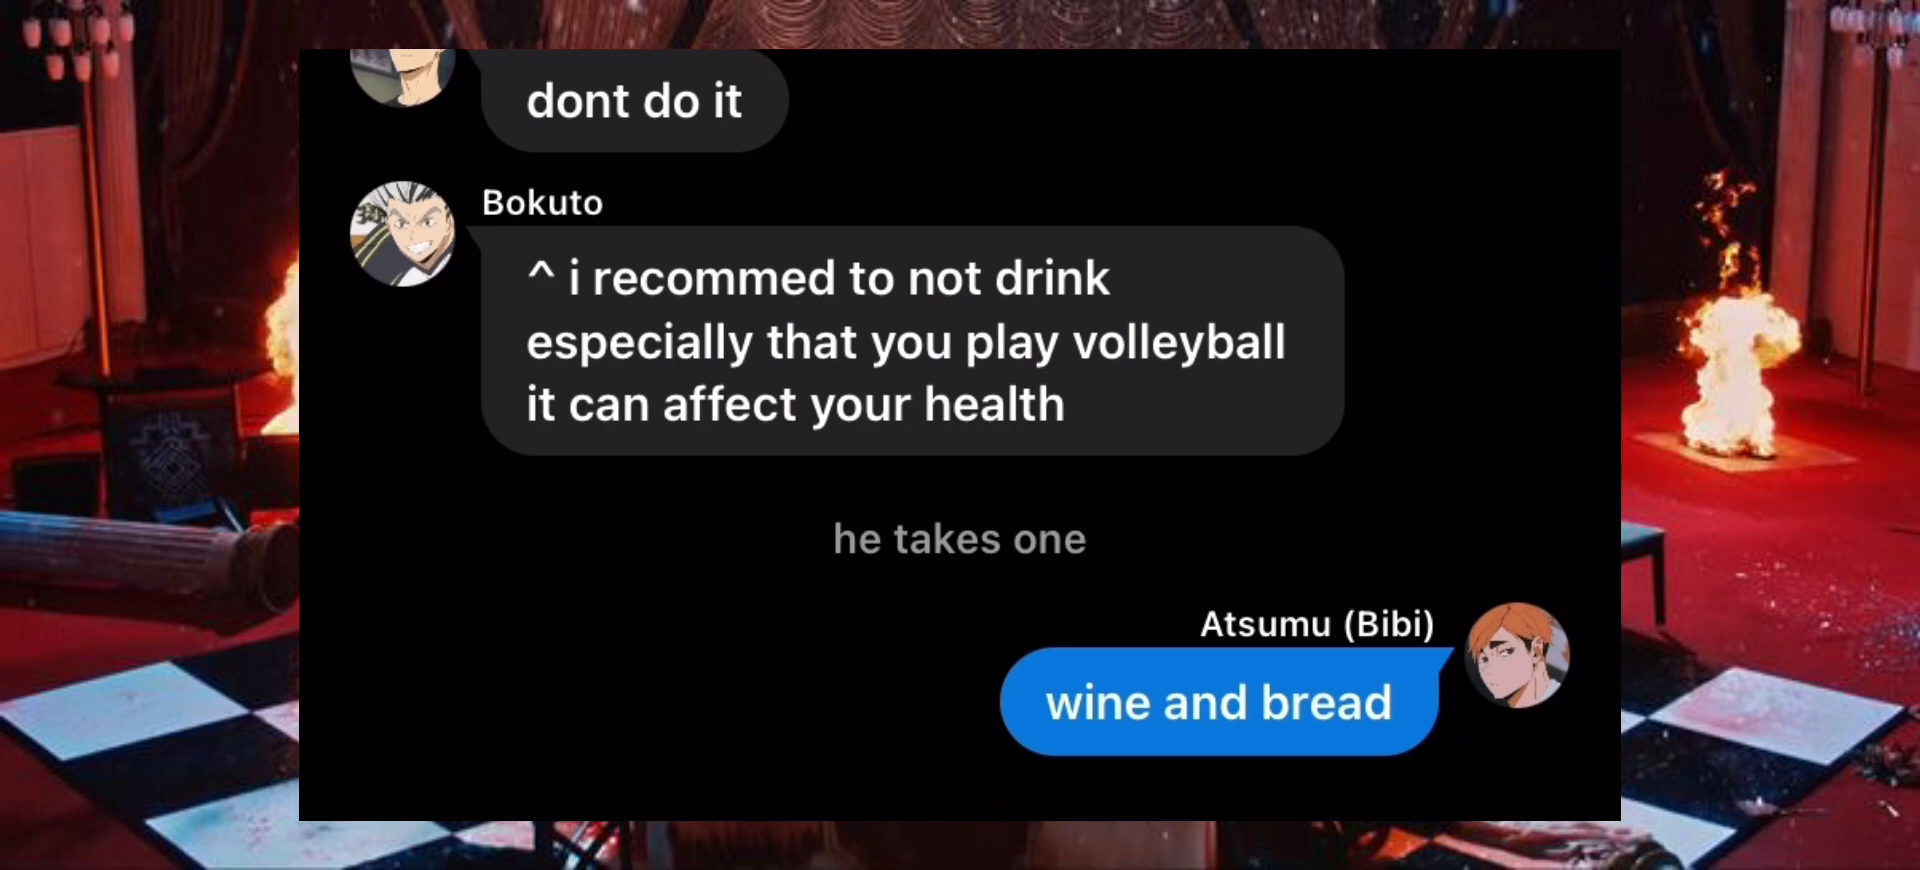 dont do it
Bokuto
^ i recommed to not drink
especially that you play volleyball
it can affect your health
he takes one
Atsumu (Bibi)
wine and bread